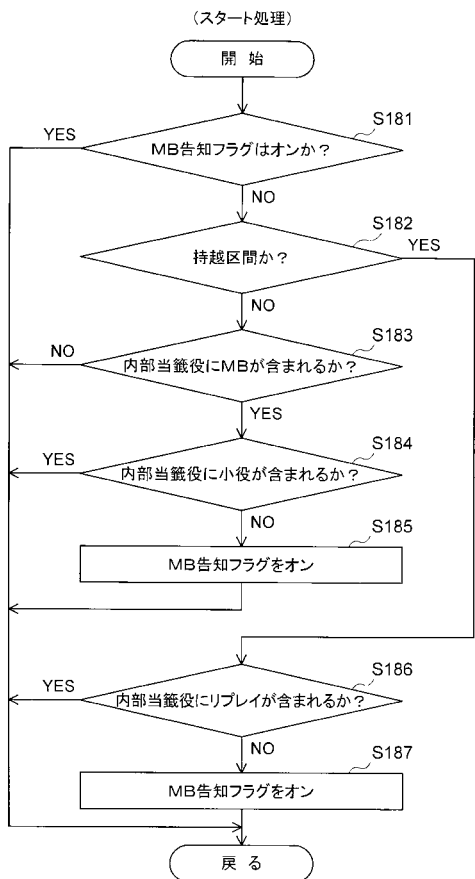 (スタート処理)
開 始
S181
MB告知フラグはオンか?
YES
NO
S182
持越区間か?
YES
NO
S183
内部当籤役にMBが含まれるか?
NO
YES
S184
内部当籤役に小役が含まれるか?
YES
NO
S185
MB告知フラグをオン
S186
内部当籤役にリプレイが含まれるか?
YES
NO
S187
MB告知フラグをオン
戻 る